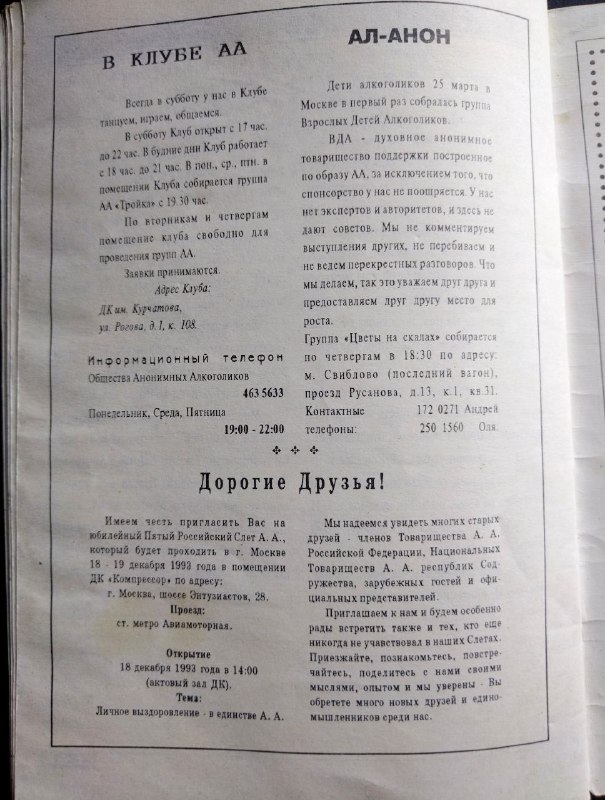 В КЛУБЕ АА
Всегда в субботу у нас в Клубе
танцуем, играем, общаемся.
В субботу Клуб открыт с 17 час.
до 22 час. В будние дни Клуб работает
с 18 час. до 21 час. В пон., ср., птн. в
помещении Клуба собирается группа
АА «Тройка» с 19.30 час.
По вторникам и четвергам
помещение клуба свободно для
проведения групп АА.
Заявки принимаются.
Адрес Клуба:
ДК им. Курчатова,
ул. Рогова, д.1, к. 108.
Информационный телефон
Общества Анонимных Алкоголиков
463 5633
Понедельник, Среда, Пятница
19:00 - 22:00
АЛ-АНОН
Дети алкоголиков 25 марта в
Москве в первый раз собралась группа
Взрослых Детей Алкоголиков.
ВДА - духовное анонимное
товарищество поддержки построенное
по образу АА, за исключением того, что
спонсорство у нас не поощряется. У нас
нет экспертов и авторитетов, и здесь не
дают советов. Мы не комментируем
выступления других, не перебиваем и
не ведем перекрестных разговоров. Что
мы делаем, так это уважаем друг друга и
предоставляем друг другу место для
роста.
Группа «Цветы на скалах» собирается
по четвергам в 18:30 по адресу:
м. Свиблово (последний вагон),
проезд Русанова, д.13, к.1, кв.31.
Контактные 172 0271 Андрей
телефоны: 250 1560 Оля.
Дорогие Друзья!
Имеем честь пригласить Вас на
юбилейный Пятый Российский Слет А. А.,
который будет проходить в г. Москве
18 - 19 декабря 1993 года в помещении
ДК «Компрессор» по адресу:
г. Москва, шоссе Энтузиастов, 28.
Проезд:
ст. метро Авиамоторная.
Открытие
18 декабря 1993 года в 14:00
(актовый зал ДК).
Тема:
Личное выздоровление - в единстве А. А.
Мы надеемся увидеть многих старых
друзей - членов Товарищества А. А.
Российской Федерации, Национальных
Товариществ А. А. республик Сод-
ружества, зарубежных гостей и офи-
циальных представителей.
Приглашаем к нам и будем особенно
рады встретить также и тех, кто еще
никогда не учавствовал в наших Слетах.
Приезжайте, познакомьтесь, повстре-
чайтесь, поделитесь с нами своими
мыслями, опытом и мы уверены - Вы
обретете много новых друзей и едино-
мышленников среди нас.